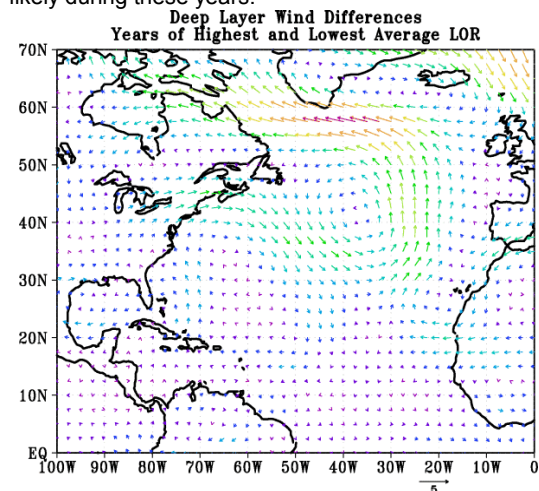 likely during these years.
Deep Layer Wind Differences
Years of Highest and Lowest Average LOR
70N
60N
50N
40N
30N
20N
10N
EQ
100W 90W 80W 70W 60W 50W 40W 30W 20W 10W 0
5